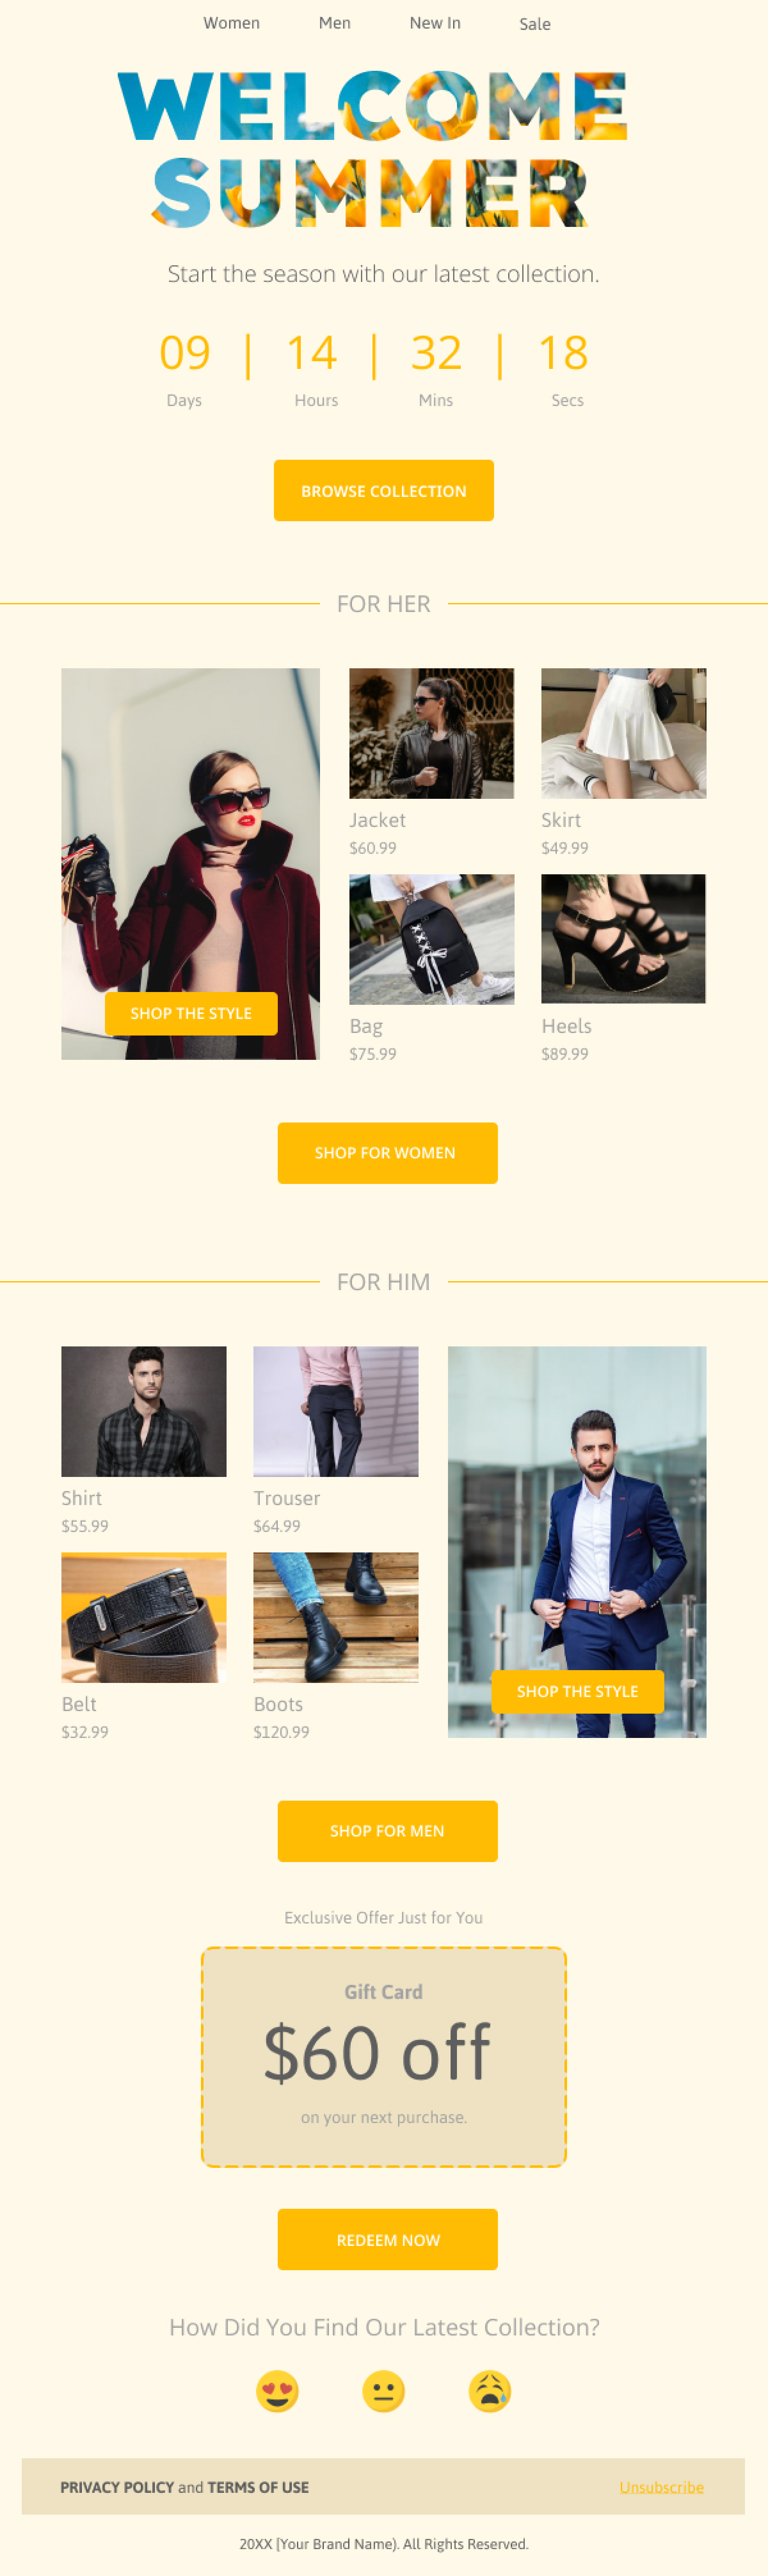 Women Men New In Sale
WELCOME
SUMMER
Start the season with our latest collection.
09 | 14 | 32 | 18
Days Hours Mins Secs
BROWSE COLLECTION
FOR HER
Jacket Skirt
$60.99 $49.99
SHOP THE STYLE
Bag Heels
$75.99 $89.99
SHOP FOR WOMEN
FOR HIM
Shirt Trouser
$55.99 $64.99
Belt Boots
$32.99 $120.99
SHOP THE STYLE
SHOP FOR MEN
Exclusive Offer Just for You
Gift Card
$60 off
on your next purchase.
REDEEM NOW
How Did You Find Our Latest Collection?
PRIVACY POLICY and TERMS OF USE Unsubscribe
20XX [Your Brand Name). All Rights Reserved.